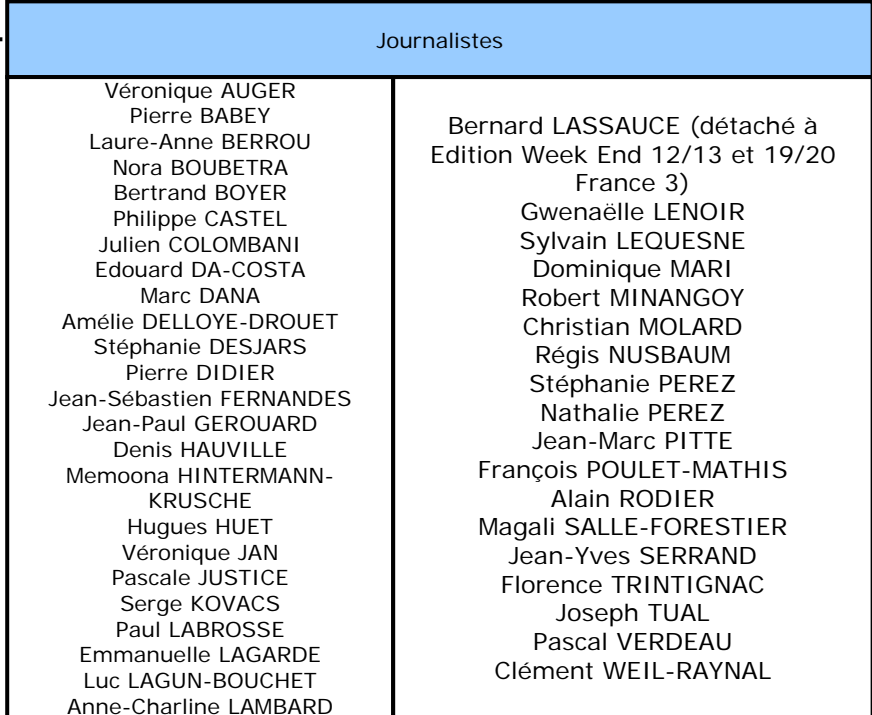 Journalistes
Véronique AUGER
Pierre BABEY
Laure-Anne BERROU
Nora BOUBETRA
Bertrand BOYER
Philippe CASTEL
Julien COLOMBANI
Edouard DA-COSTA
Marc DANA
Amélie DELLOYE-DROUET
Stéphanie DESJARS
Pierre DIDIER
Jean-Sébastien FERNANDES
Jean-Paul GEROUARD
Denis HAUVILLE
Memoona HINTERMANN-
KRUSCHE
Hugues HUET
Véronique JAN
Pascale JUSTICE
Serge KOVACS
Paul LABROSSE
Emmanuelle LAGARDE
Luc LAGUN-BOUCHET
Anne-Charline LAMBARD
Bernard LASSAUCE (détaché à
Edition Week End 12/13 et 19/20
France 3)
Gwenaëlle LENOIR
Sylvain LEQUESNE
Dominique MARI
Robert MINANGOY
Christian MOLARD
Régis NUSBAUM
Stéphanie PEREZ
Nathalie PEREZ
Jean-Marc PITTE
François POULET-MATHIS
Alain RODIER
Magali SALLE-FORESTIER
Jean-Yves SERRAND
Florence TRINTIGNAC
Joseph TUAL
Pascal VERDEAU
Clément WEIL-RAYNAL